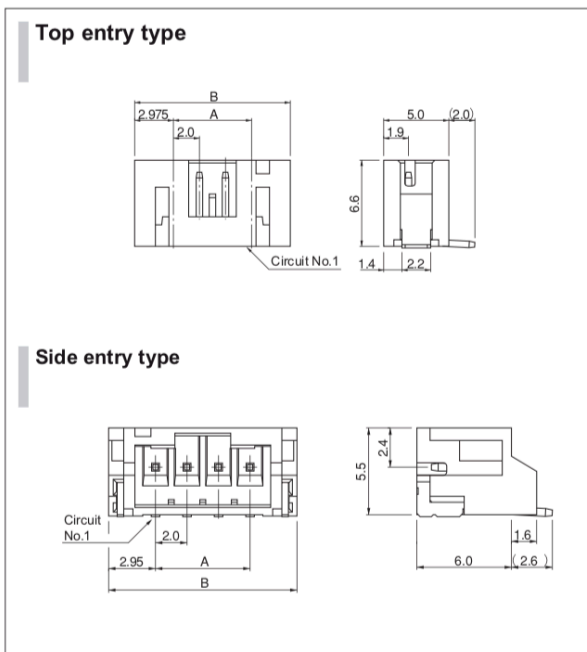 Top entry type
B
2.975 A
2.0
5.0 (2.0)
1.9
6.6
Circuit No.1
1.4 2.2
Side entry type
2.4
5.5
Circuit
No.1
2.0
1.6
2.95 A
6.0 (2.6)
B